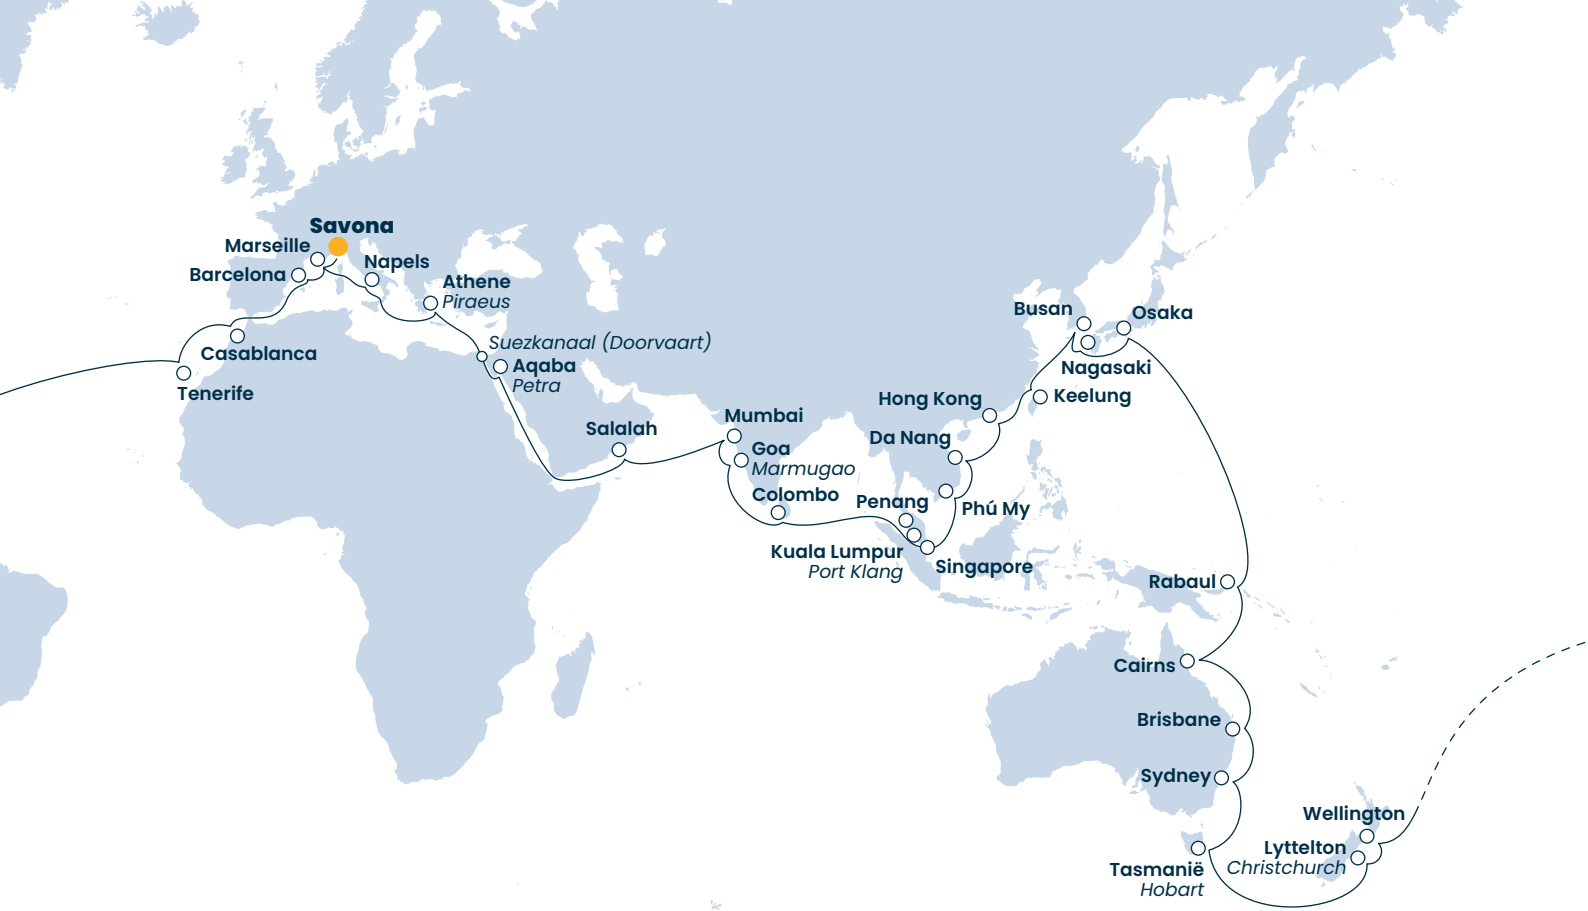 Savona
Marseille
Barcelona
Napels
Athene
Piraeus
Suezkanaal (Doorvaart)
Aqaba
Petra
Casablanca
Tenerife
Salalah
Mumbai
Goa
Marmugao
Colombo
Penang
Kuala Lumpur
Port Klang
Singapore
Phú My
Da Nang
Hong Kong
Keelung
Busan
Nagasaki
Osaka
Rabaul
Cairns
Brisbane
Sydney
Tasmanië
Hobart
Lyttelton
Christchurch
Wellington